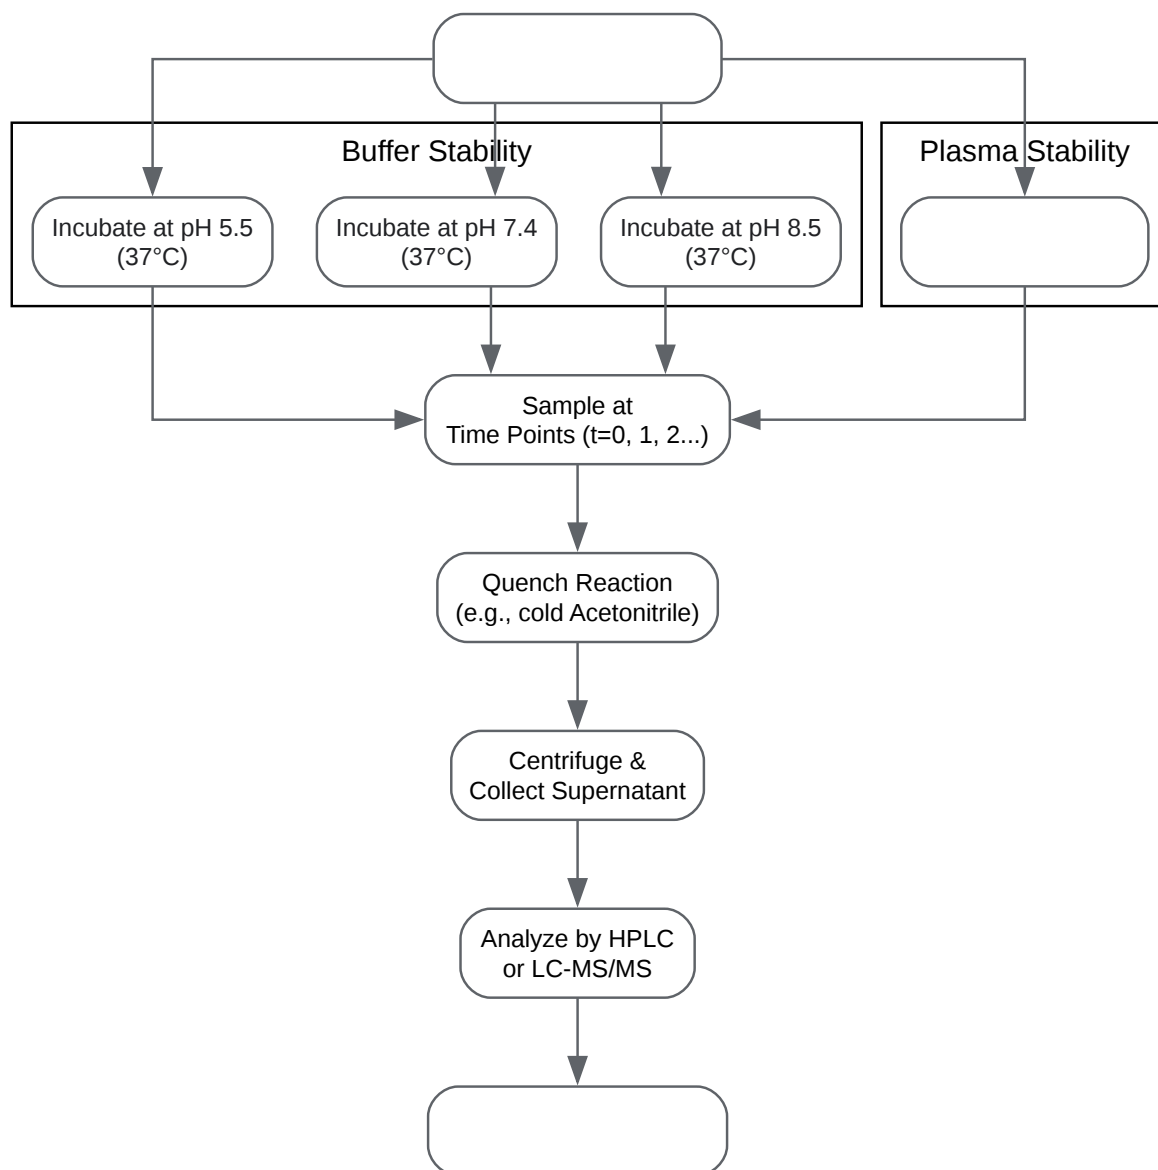 Buffer Stability
Plasma Stability
Incubate at pH 5.5
(37°C)
Incubate at pH 7.4
(37°C)
Incubate at pH 8.5
(37°C)
Sample at
Time Points (t=0, 1, 2...)
Quench Reaction
(e.g., cold Acetonitrile)
Centrifuge &
Collect Supernatant
Analyze by HPLC
or LC-MS/MS